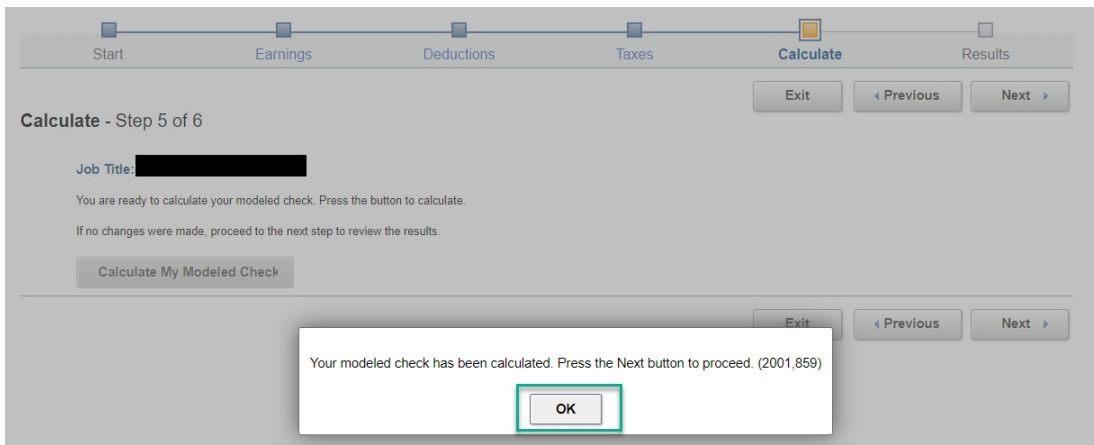 Start Earnings Deductions Taxes Calculate Results
Exit Previous Next
Calculate - Step 5 of 6
Job Title:
You are ready to calculate your modeled check. Press the button to calculate.
If no changes were made, proceed to the next step to review the results.
Calculate My Modeled Check
Exit Previous Next
Your modeled check has been calculated. Press the Next button to proceed. (2001,859)
OK